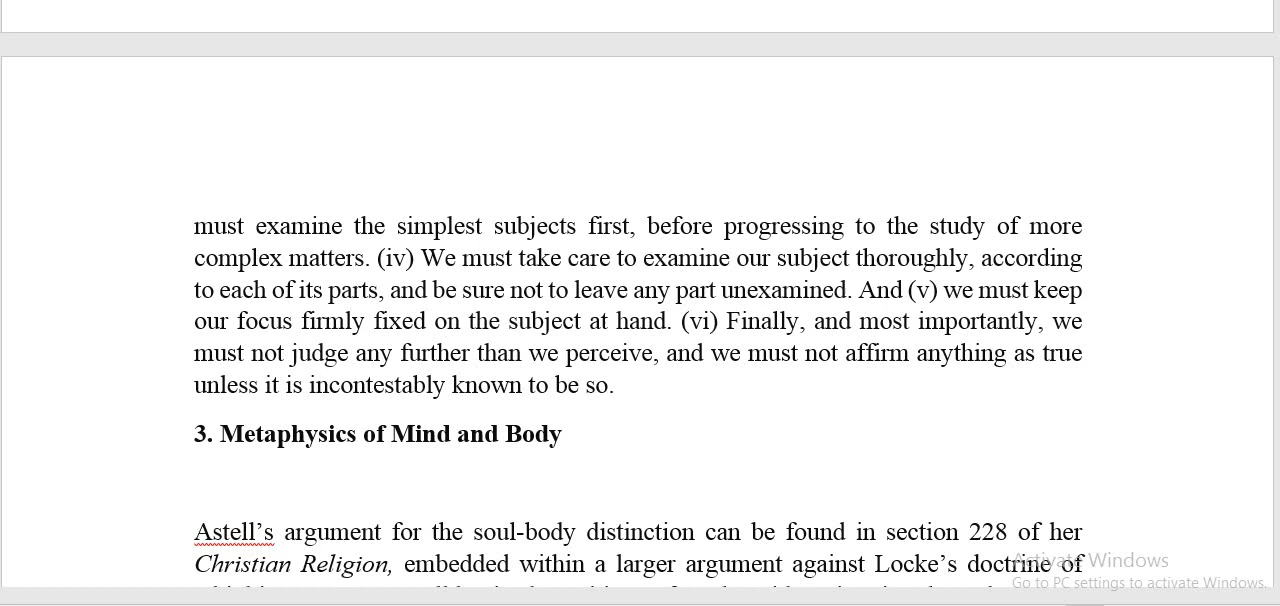 must examine the simplest subjects first, before progressing to the study of more
complex matters. (iv) We must take care to examine our subject thoroughly, according
to each of its parts, and be sure not to leave any part unexamined. And (v) we must keep
our focus firmly fixed on the subject at hand. (vi) Finally, and most importantly, we
must not judge any further than we perceive, and we must not affirm anything as true
unless it is incontestably known to be so.
3. Metaphysics of Mind and Body
Astell’s argument for the soul-body distinction can be found in section 228 of her
Christian Religion, embedded within a larger argument against Locke’s doctrine of
Activate Windows
Go to PC settings to activate Windows.